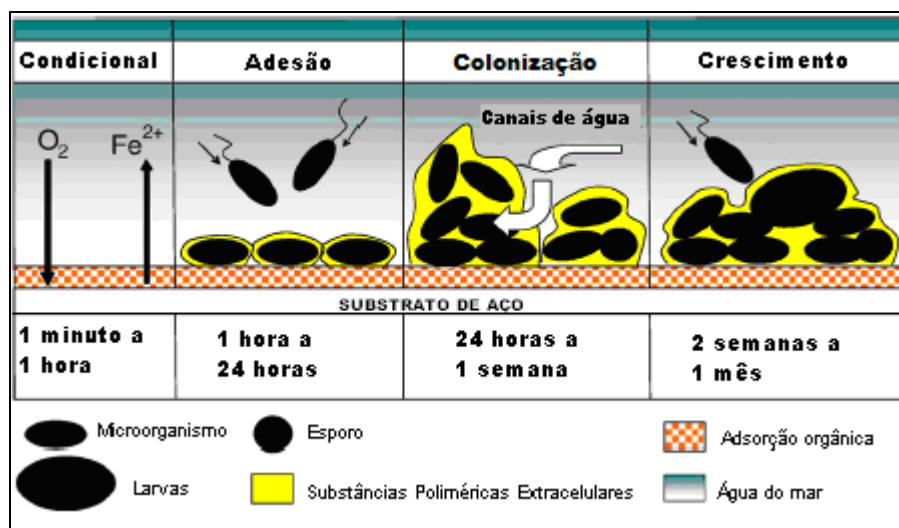 Condicional
Adesão
Colonização
Crescimento
O2
Fe2+
Canais de água
SUBSTRATO DE AÇO
1 minuto a
1 hora
1 hora a
24 horas
24 horas a
1 semana
2 semanas a
1 mês
Microorganismo
Esporo
Adsorção orgânica
Larvas
Substâncias Poliméricas Extracelulares
Água do mar